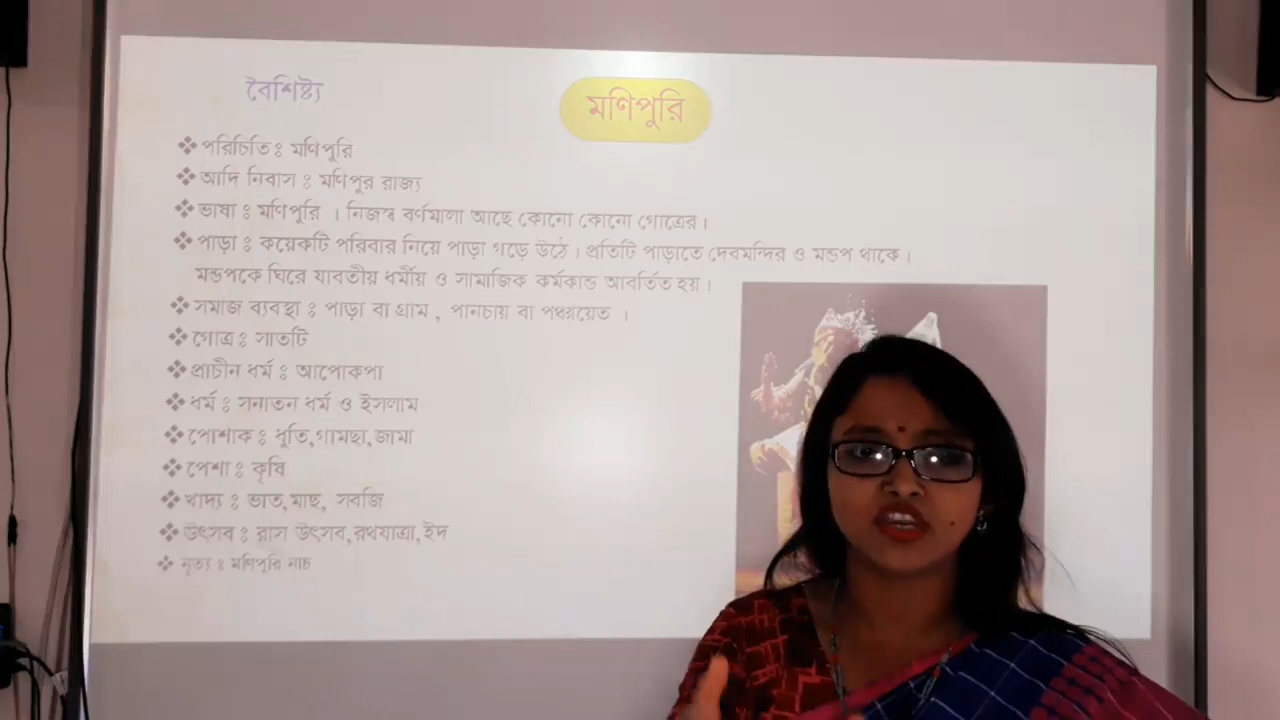 বৈশিষ্ট্য
মণিপুরি
❖ পরিচিতি ঃ মণিপুরি
❖ আদি নিবাস ঃ মণিপুর রাজ্য
❖ ভাষা ঃ মণিপুরি । নিজস্ব বর্ণমালা আছে কোনো কোনো গোত্রের ।
❖ পাড়া ঃ কয়েকটি পরিবার নিয়ে পাড়া গড়ে উঠে । প্রতিটি পাড়াতে দেবমন্দির ও মন্ডপ থাকে ।
মন্ডপকে ঘিরে যাবতীয় ধর্মীয় ও সামাজিক কর্মকান্ড আবর্তিত হয় ।
❖ সমাজ ব্যবস্থা ঃ পাড়া বা গ্রাম , পানচায় বা পঞ্চায়েত ।
❖ গোত্র ঃ সাতটি
❖ প্রাচীন ধর্ম ঃ আপোকপা
❖ ধর্ম ঃ সনাতন ধর্ম ও ইসলাম
❖ পোশাক ঃ ধুতি,গামছা,জামা
❖ পেশা ঃ কৃষি
❖ খাদ্য ঃ ভাত,মাছ, সবজি
❖ উৎসব ঃ রাস উৎসব,রথযাত্রা,ইদ
❖ নৃত্য ঃ মণিপুরি নাচ